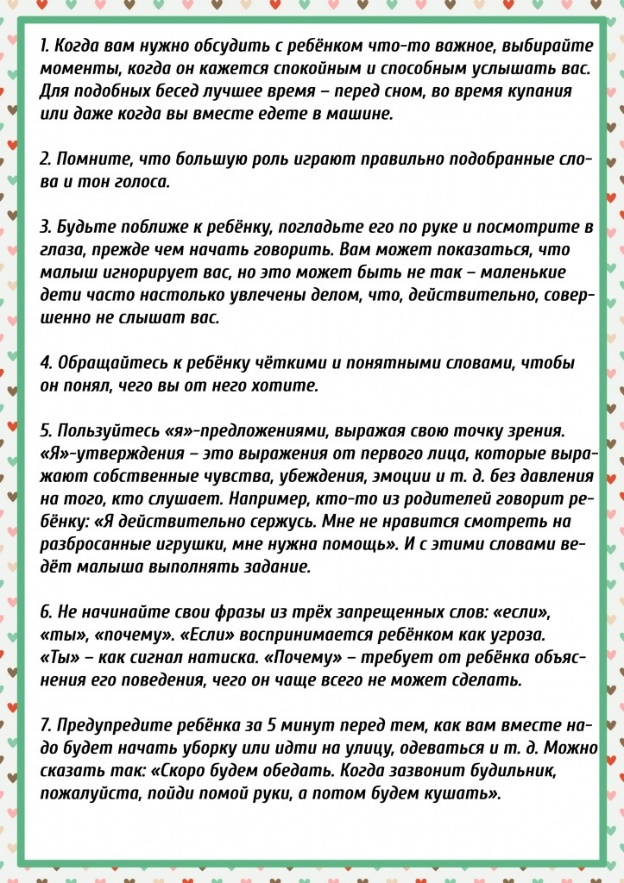 1. Когда вам нужно обсудить с ребёнком что-то важное, выбирайте
моменты, когда он кажется спокойным и способным услышать вас.
Для подобных бесед лучшее время – перед сном, во время купания
или даже когда вы вместе едете в машине.
2. Помните, что большую роль играют правильно подобранные сло-
ва и тон голоса.
3. Будьте поближе к ребёнку, погладьте его по руке и посмотрите в
глаза, прежде чем начать говорить. Вам может показаться, что
малыш игнорирует вас, но это может быть не так – маленькие
дети часто настолько увлечены делом, что, действительно, совер-
шенно не слышат вас.
4. Обращайтесь к ребёнку чёткими и понятными словами, чтобы
он понял, чего вы от него хотите.
5. Пользуйтесь «я»-предложениями, выражая свою точку зрения.
«Я»-утверждения – это выражения от первого лица, которые выра-
жают собственные чувства, убеждения, эмоции и т. д. без давления
на того, кто слушает. Например, кто-то из родителей говорит ре-
бёнку: «Я действительно сержусь. Мне не нравится смотреть на
разбросанные игрушки, мне нужна помощь». И с этими словами ве-
дёт малыша выполнять задание.
6. Не начинайте свои фразы из трёх запрещенных слов: «если»,
«ты», «почему». «Если» воспринимается ребёнком как угроза.
«Ты» – как сигнал натиска. «Почему» – требует от ребёнка объяс-
нения его поведения, чего он чаще всего не может сделать.
7. Предупредите ребёнка за 5 минут перед тем, как вам вместе на-
до будет начать уборку или идти на улицу, одеваться и т. д. Можно
сказать так: «Скоро будем обедать. Когда зазвонит будильник,
пожалуйста, пойди помой руки, а потом будем кушать».